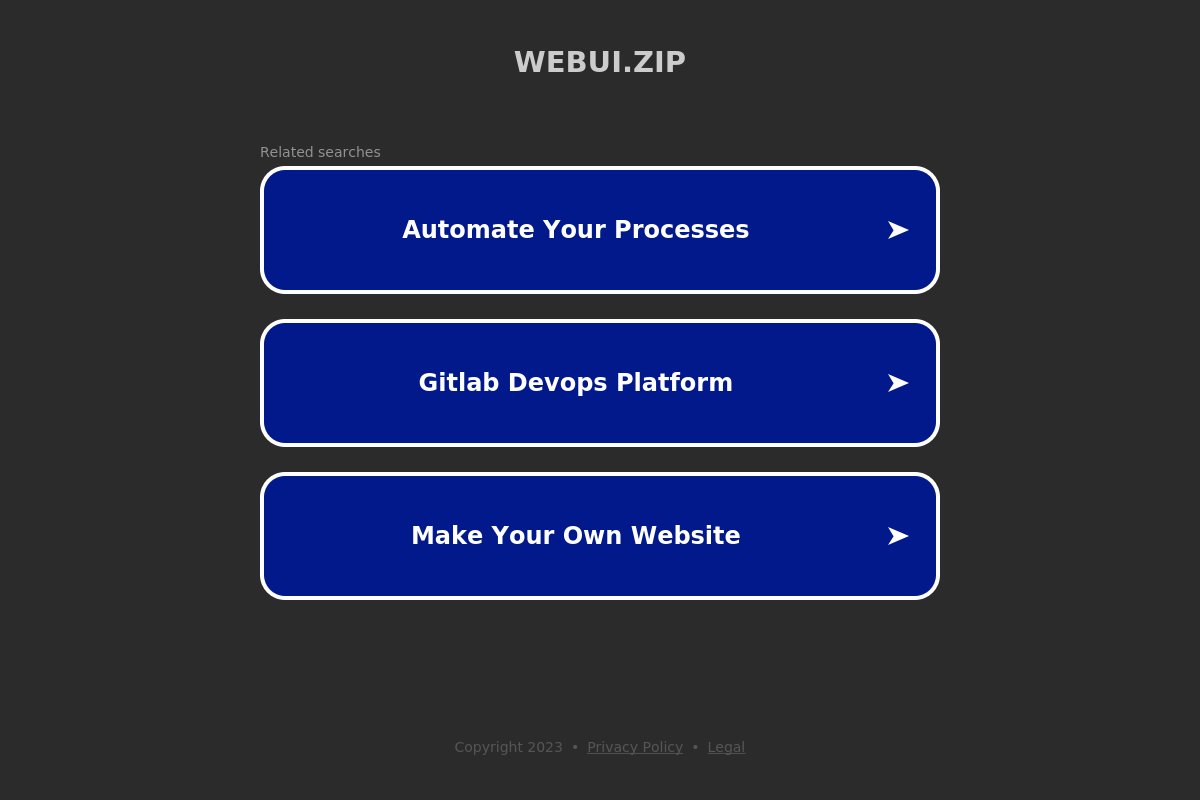 WEBUI.ZIP
Related searches
Automate Your Processes
Gitlab Devops Platform
Make Your Own Website
Copyright 2023 • Privacy Policy • Legal